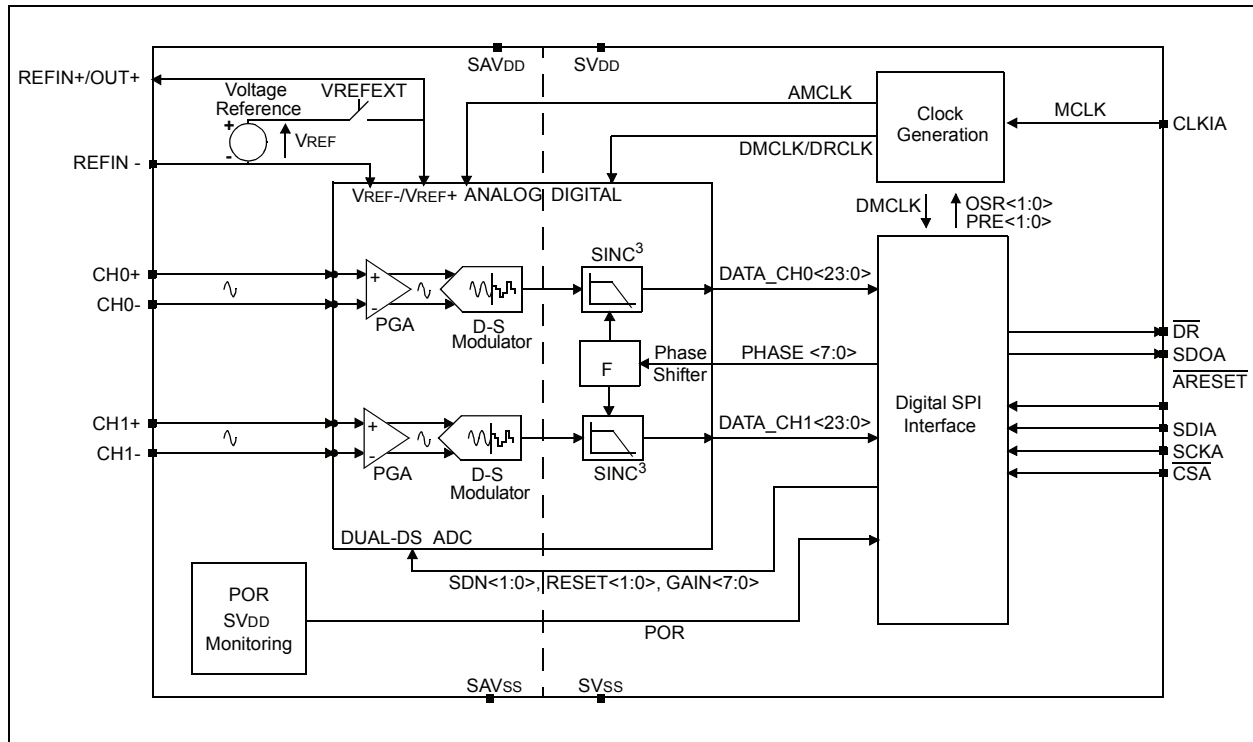 SAVDD
SVDD
REFIN+/OUT+
Voltage
Reference
VREFEXT
+
VREF
-
REFIN -
AMCLK
Clock
Generation
MCLK
CLKIA
DMCLK/DRCLK
VREF-/VREF+ ANALOG DIGITAL
DMCLK
OSR<1:0>
PRE<1:0>
CH0+
CH0-
+
-
PGA
D-S
Modulator
SINC3
DATA_CH0<23:0>
F
Phase
Shifter
PHASE <7:0>
Digital SPI
Interface
DR
SDOA
ARESET
SDIA
SCKA
CSA
CH1+
CH1-
+
-
PGA
D-S
Modulator
SINC3
DATA_CH1<23:0>
DUAL-DS ADC
SDN<1:0>, RESET<1:0>, GAIN<7:0>
POR
SVDD
Monitoring
POR
SAVSS
SVSS